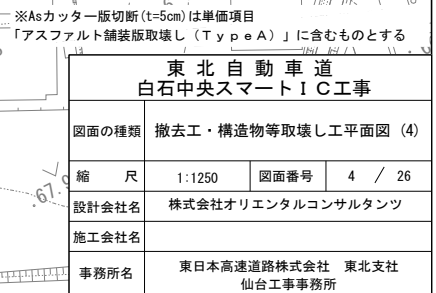 ※Asカッター版切断(t=5cm)は単価項目
「アスファルト舗装版取壊し(TypeA)」に含むものとする
東北自動車道
白石中央スマートIC工事
図面の種類 撤去工・構造物等取壊し工平面図 (4)
縮尺 1:1250 図面番号 4 / 26
設計会社名 株式会社オリエンタルコンサルタンツ
施工会社名
事務所名 東日本高速道路株式会社 東北支社
仙台工事事務所
67.9